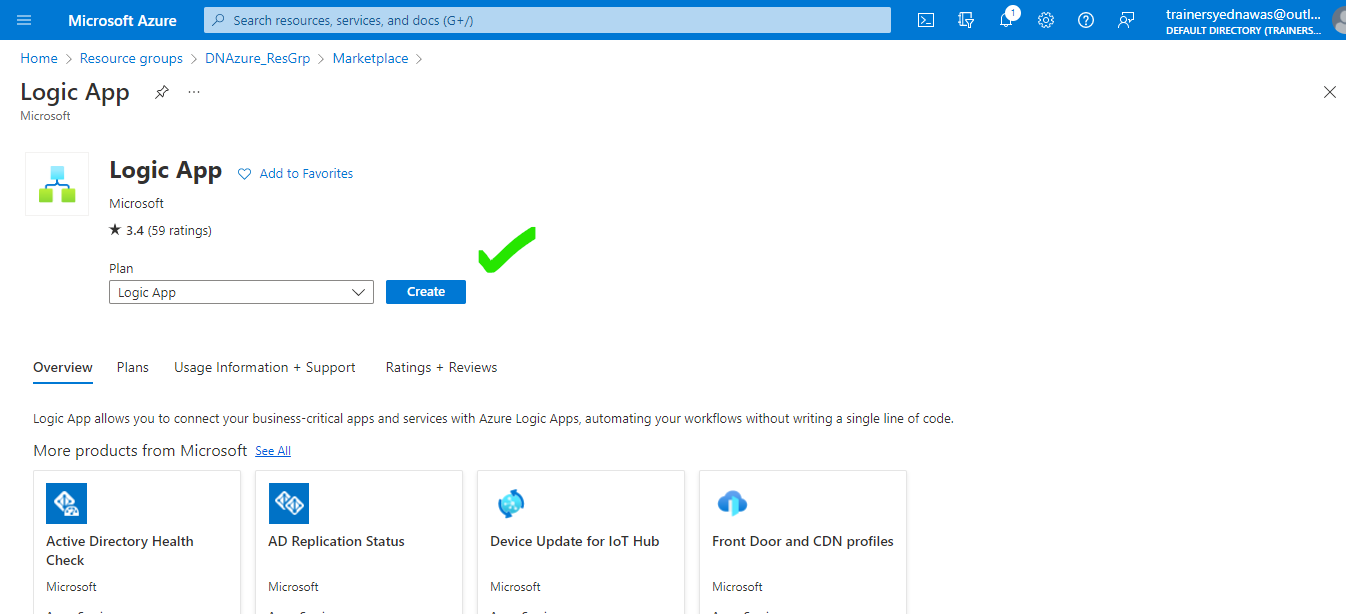 Microsoft Azure
Search resources, services, and docs (G+/)
1
trainersyednawas@outl...
DEFAULT DIRECTORY (TRAINERS...
Home > Resource groups > DNAzure_ResGrp > Marketplace >
Logic App
Microsoft
Logic App
Add to Favorites
Microsoft
★ 3.4 (59 ratings)
Plan
Logic App
Create
Overview Plans Usage Information + Support Ratings + Reviews
Logic App allows you to connect your business-critical apps and services with Azure Logic Apps, automating your workflows without writing a single line of code.
More products from Microsoft See All
Active Directory Health
Check
Microsoft
AD Replication Status
Microsoft
Device Update for IoT Hub
Microsoft
Front Door and CDN profiles
Microsoft